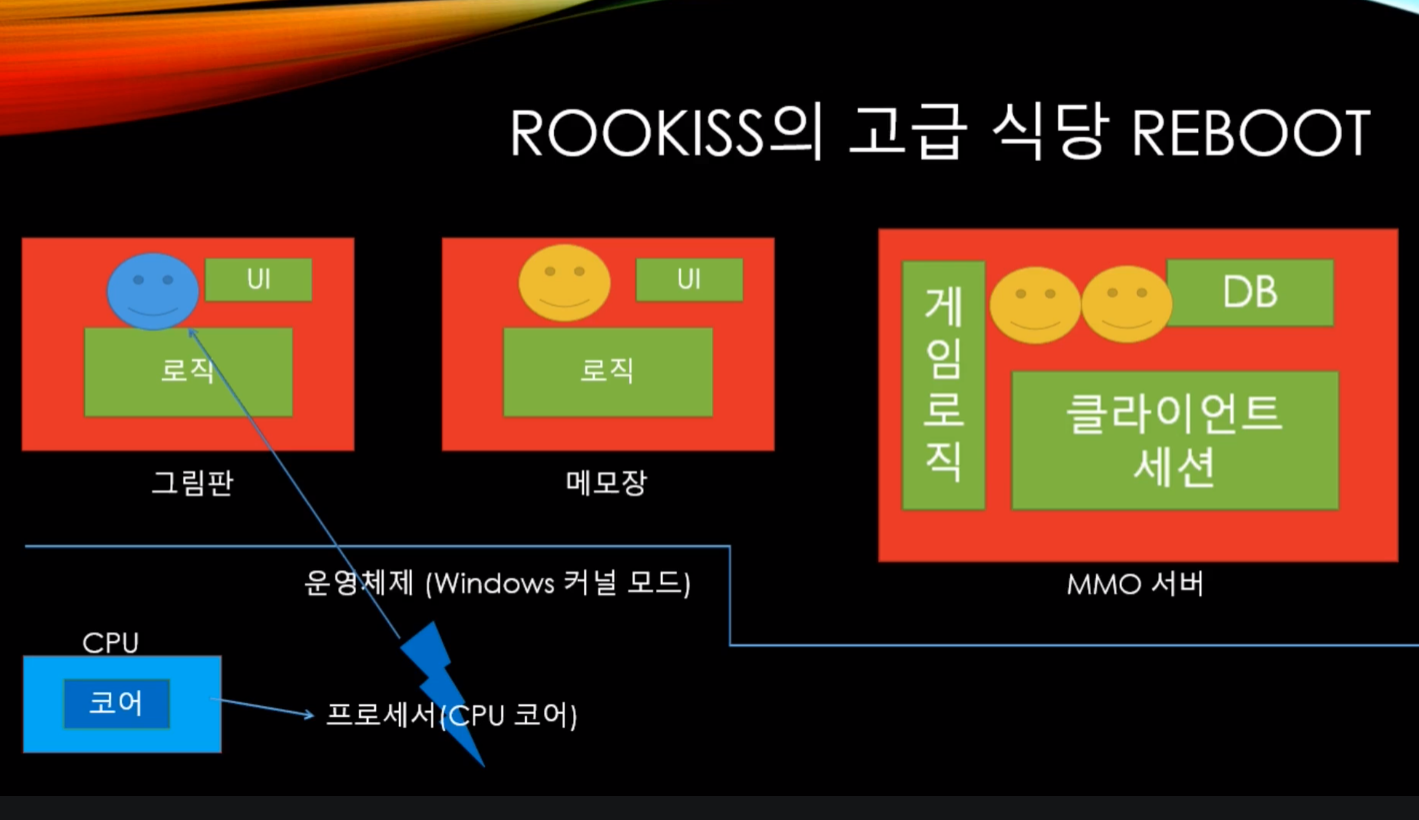 ROOKISS의 고급 식당 REBOOT
UI
로직
그림판
UI
로직
메모장
게
임
로
직
DB
클라이언트
세션
MMO 서버
운영체제 (Windows 커널 모드)
CPU
코어
프로세서(CPU 코어)